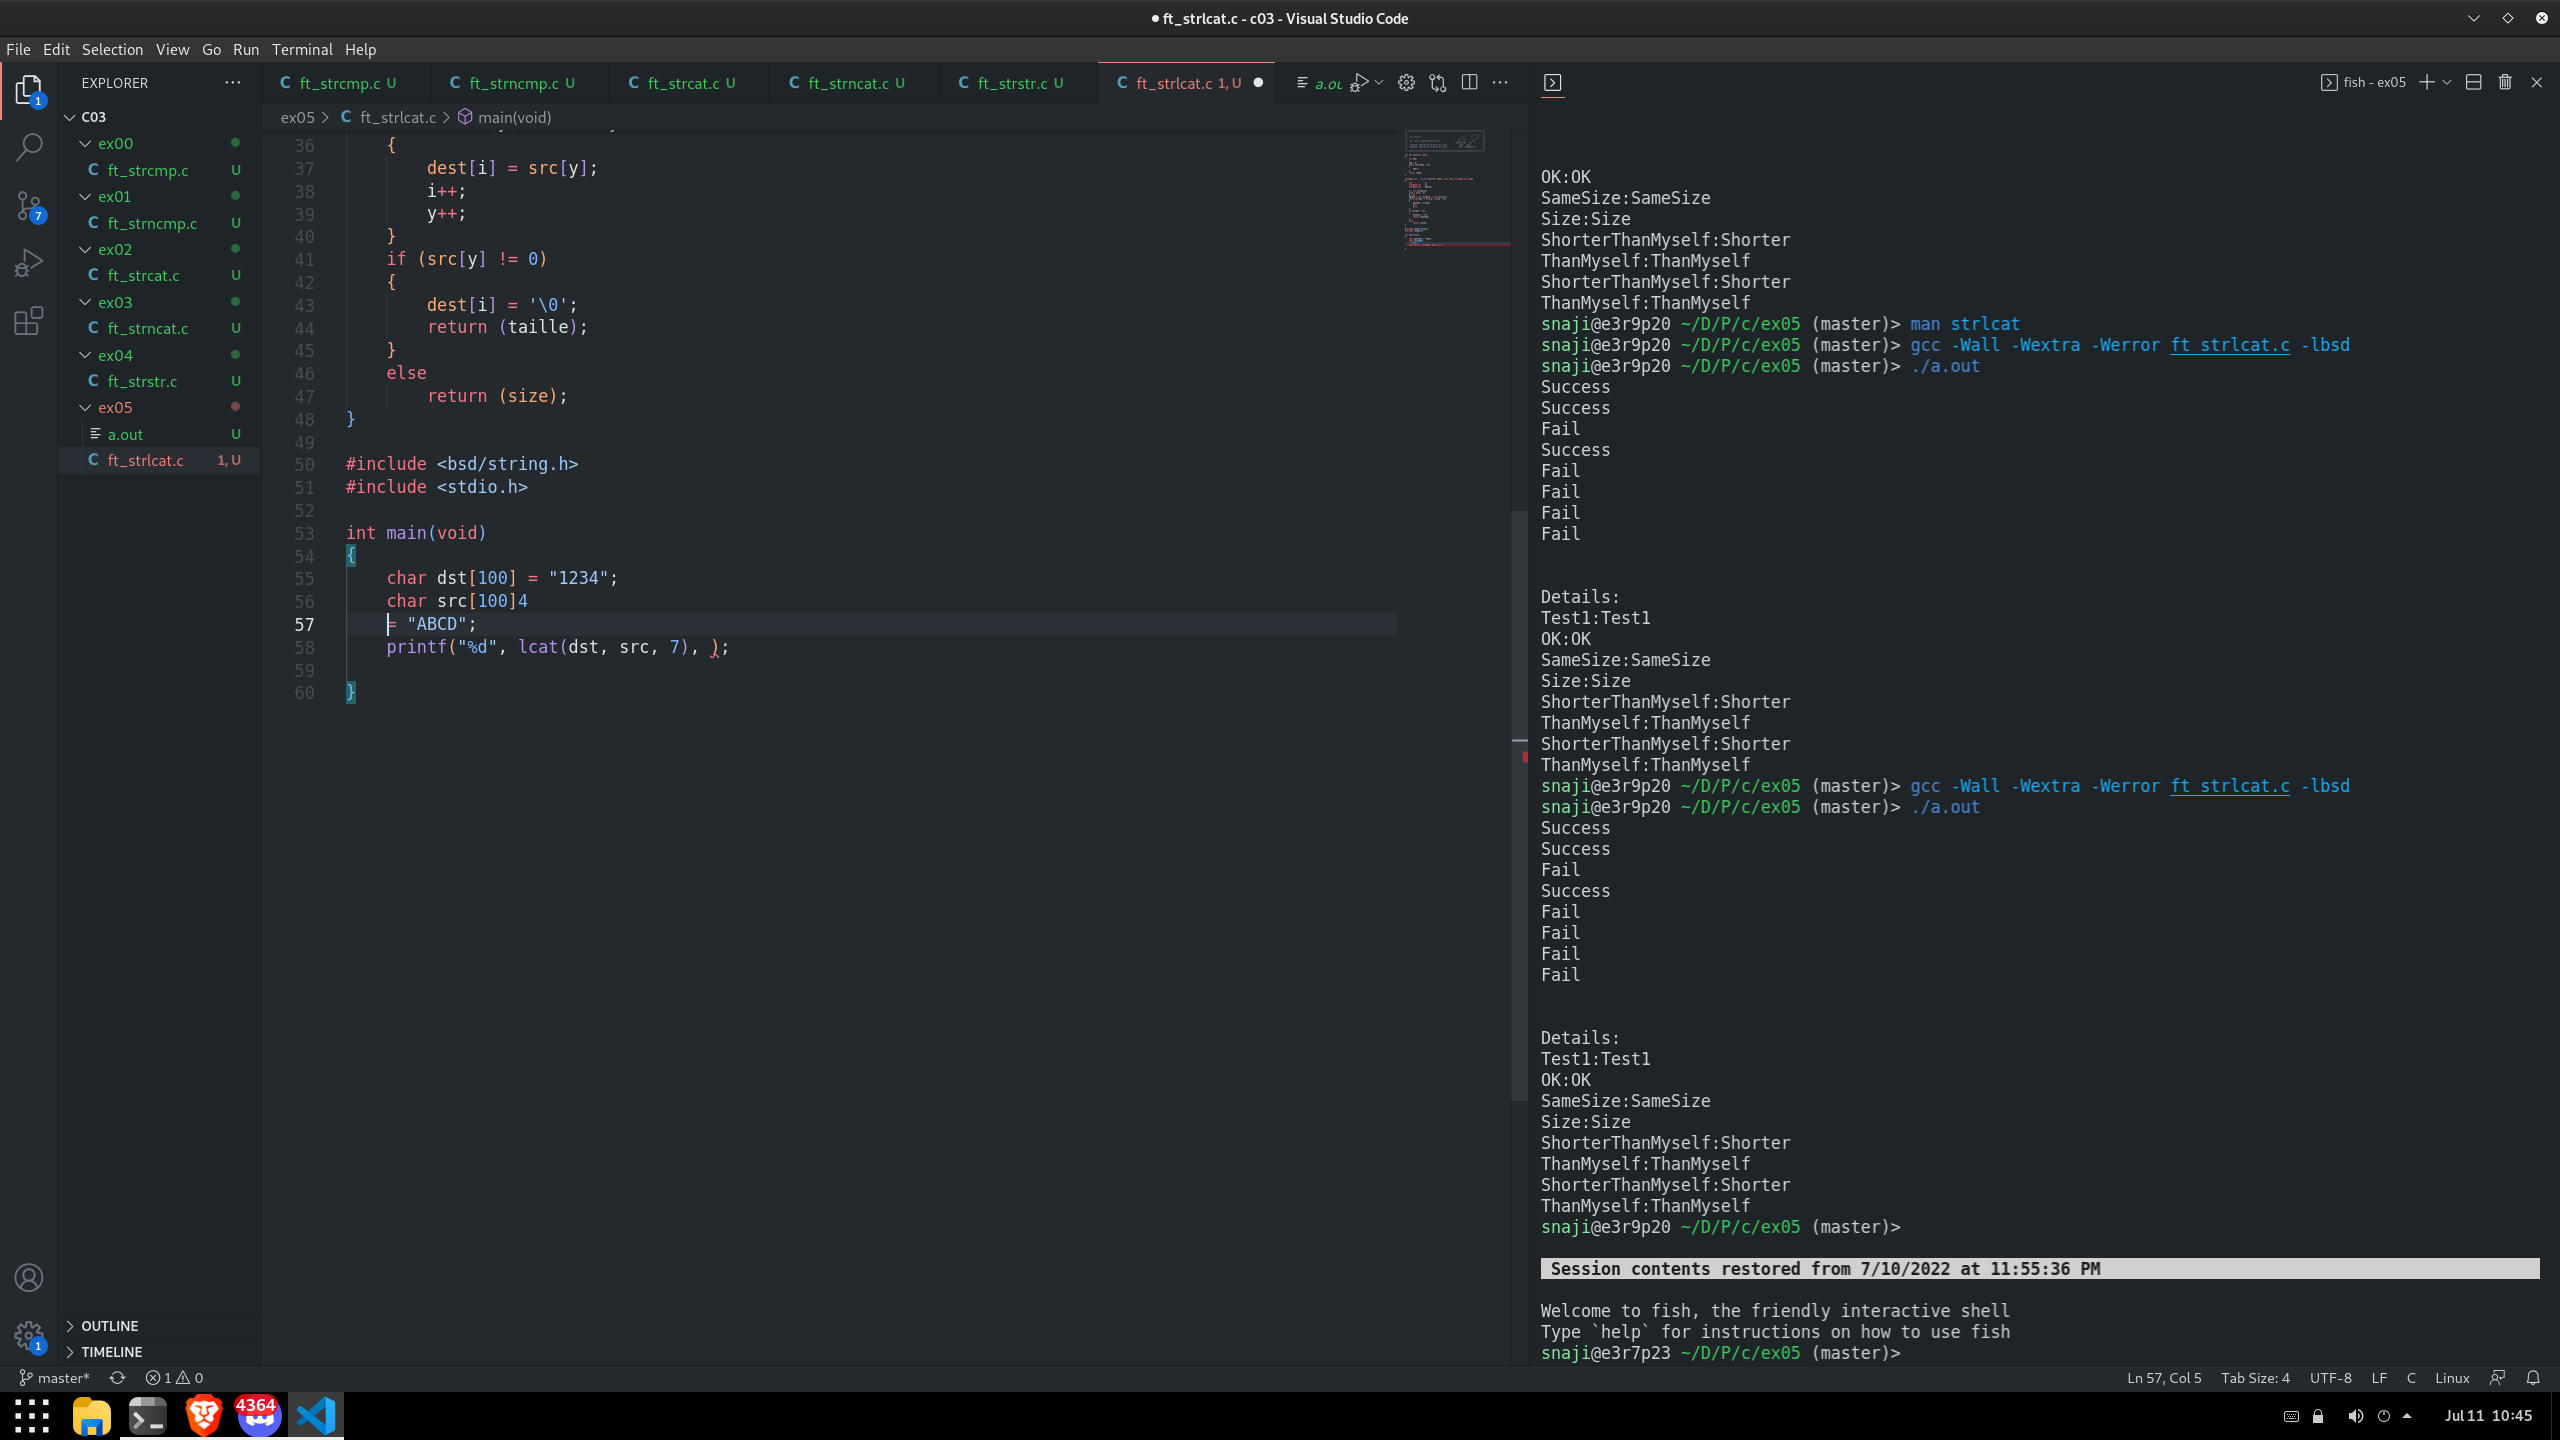 ft_strlcat.c - c03 - Visual Studio Code
File Edit Selection View Go Run Terminal Help
EXPLORER
C03
ex00
C ft_strcmp.c U
ex01
C ft_strncmp.c U
ex02
C ft_strcat.c U
ex03
C ft_strncat.c U
ex04
C ft_strstr.c U
ex05
a.out U
C ft_strlcat.c 1, U
OUTLINE
TIMELINE
1
7
1
C ft_strcmp.c U C ft_strncmp.c U C ft_strcat.c U C ft_strncat.c U C ft_strstr.c U C ft_strlcat.c 1, U a.ou
ex05 > C ft_strlcat.c > main(void)
36 {
37 dest[i] = src[y];
38 i++;
39 y++;
40 }
41 if (src[y] != 0)
42 {
43 dest[i] = '\0';
44 return (taille);
45 }
46 else
47 return (size);
48 }
49
50 #include <bsd/string.h>
51 #include <stdio.h>
52
53 int main(void)
54 {
55 char dst[100] = "1234";
56 char src[100]4
57 = "ABCD";
58 printf("%d", lcat(dst, src, 7), );
59
60 }
fish - ex05
OK:OK
SameSize:SameSize
Size:Size
ShorterThanMyself:Shorter
ThanMyself:ThanMyself
ShorterThanMyself:Shorter
ThanMyself:ThanMyself
snaji@e3r9p20 ~/D/P/c/ex05 (master)> man strlcat
snaji@e3r9p20 ~/D/P/c/ex05 (master)> gcc -Wall -Wextra -Werror ft_strlcat.c -lbsd
snaji@e3r9p20 ~/D/P/c/ex05 (master)> ./a.out
Success
Success
Fail
Success
Fail
Fail
Fail
Fail
Details:
Test1:Test1
OK:OK
SameSize:SameSize
Size:Size
ShorterThanMyself:Shorter
ThanMyself:ThanMyself
ShorterThanMyself:Shorter
ThanMyself:ThanMyself
snaji@e3r9p20 ~/D/P/c/ex05 (master)> gcc -Wall -Wextra -Werror ft_strlcat.c -lbsd
snaji@e3r9p20 ~/D/P/c/ex05 (master)> ./a.out
Success
Success
Fail
Success
Fail
Fail
Fail
Fail
Details:
Test1:Test1
OK:OK
SameSize:SameSize
Size:Size
ShorterThanMyself:Shorter
ThanMyself:ThanMyself
ShorterThanMyself:Shorter
ThanMyself:ThanMyself
snaji@e3r9p20 ~/D/P/c/ex05 (master)>
Session contents restored from 7/10/2022 at 11:55:36 PM
Welcome to fish, the friendly interactive shell
Type `help` for instructions on how to use fish
snaji@e3r7p23 ~/D/P/c/ex05 (master)>
master* 1 0 Ln 57, Col 5 Tab Size: 4 UTF-8 LF C Linux
4364 Jul 11 10:45